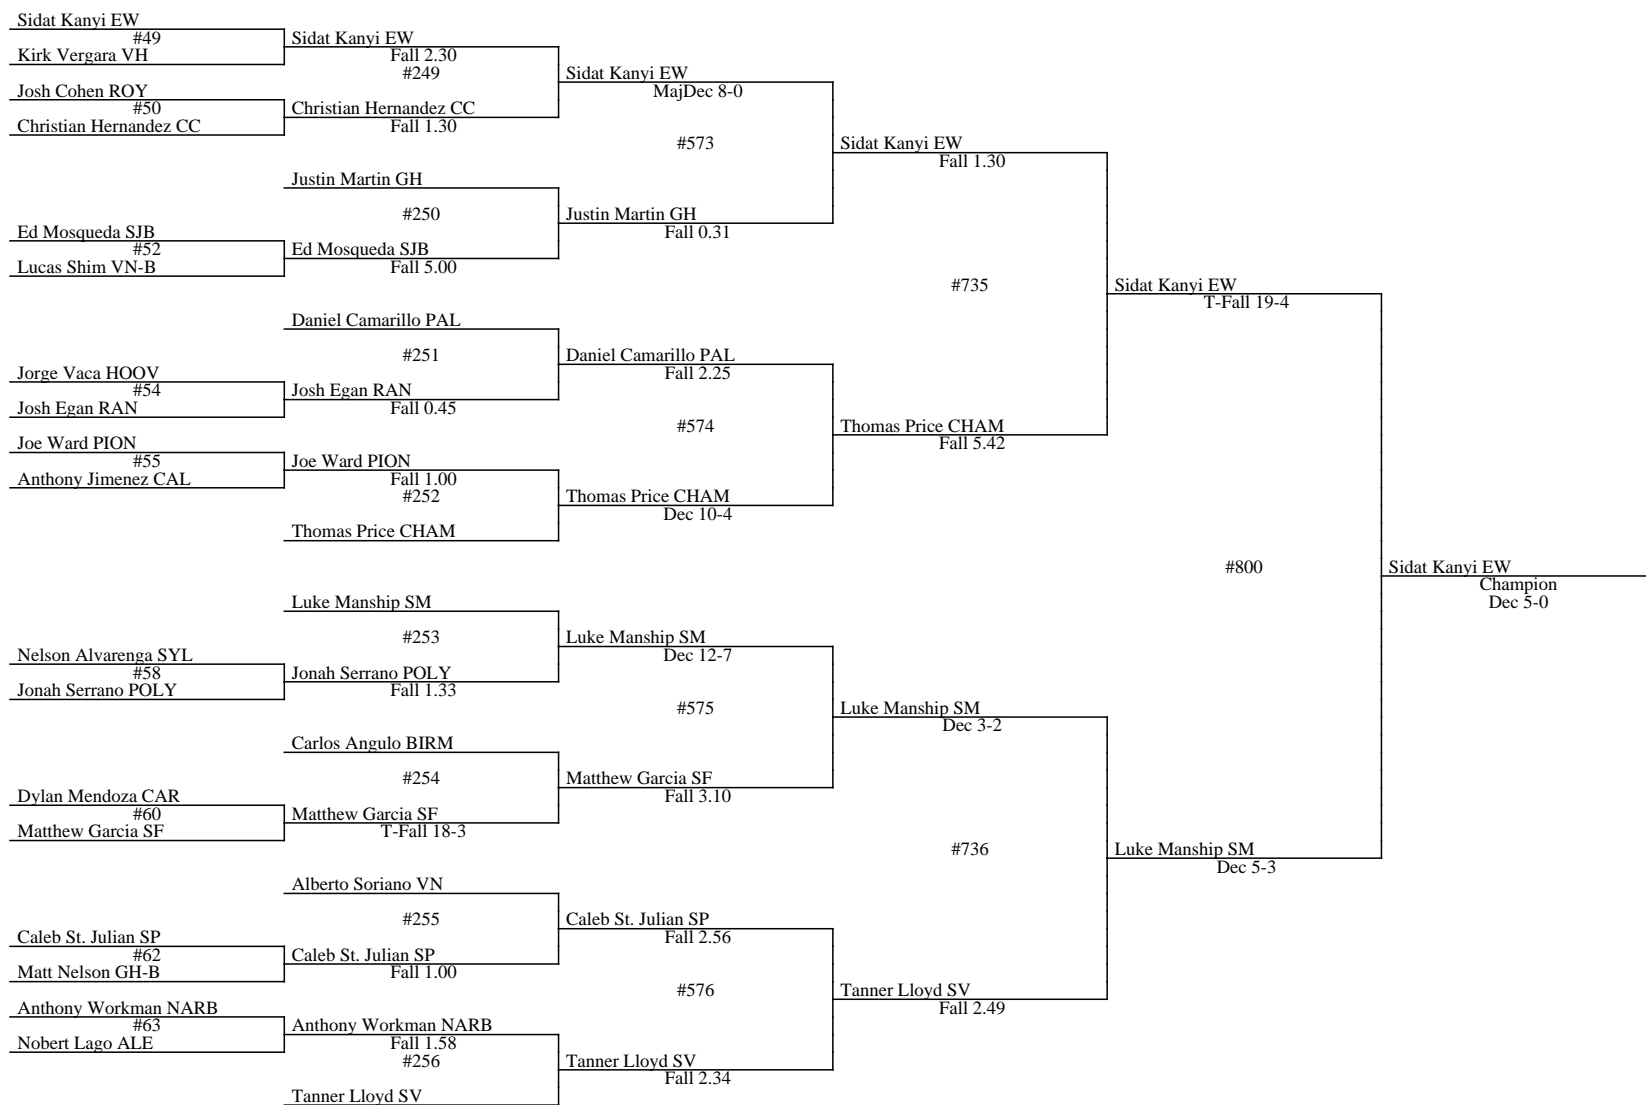 Sidat Kanyi EW
#49
Kirk Vergara VH
Josh Cohen ROY
#50
Christian Hernandez CC
Ed Mosqueda SJB
#52
Lucas Shim VN-B
Jorge Vaca HOOV
#54
Josh Egan RAN
Joe Ward PION
#55
Anthony Jimenez CAL
Nelson Alvarenga SYL
#58
Jonah Serrano POLY
Dylan Mendoza CAR
#60
Matthew Garcia SF
Caleb St. Julian SP
#62
Matt Nelson GH-B
Anthony Workman NARB
#63
Nobert Lago ALE
Sidat Kanyi EW
Fall 2.30
#249
Christian Hernandez CC
Fall 1.30
Justin Martin GH
#250
Ed Mosqueda SJB
Fall 5.00
Daniel Camarillo PAL
#251
Josh Egan RAN
Fall 0.45
Joe Ward PION
Fall 1.00
#252
Thomas Price CHAM
Luke Manship SM
#253
Jonah Serrano POLY
Fall 1.33
Carlos Angulo BIRM
#254
Matthew Garcia SF
T-Fall 18-3
Alberto Soriano VN
#255
Caleb St. Julian SP
Fall 1.00
Anthony Workman NARB
Fall 1.58
#256
Tanner Lloyd SV
Sidat Kanyi EW
MajDec 8-0
#573
Justin Martin GH
Fall 0.31
Daniel Camarillo PAL
Fall 2.25
#574
Thomas Price CHAM
Dec 10-4
Luke Manship SM
Dec 12-7
#575
Matthew Garcia SF
Fall 3.10
Caleb St. Julian SP
Fall 2.56
#576
Tanner Lloyd SV
Fall 2.34
Sidat Kanyi EW
Fall 1.30
#735
Thomas Price CHAM
Fall 5.42
Luke Manship SM
Dec 3-2
#736
Tanner Lloyd SV
Fall 2.49
Sidat Kanyi EW
T-Fall 19-4
#800
Luke Manship SM
Dec 5-3
Sidat Kanyi EW
Champion
Dec 5-0